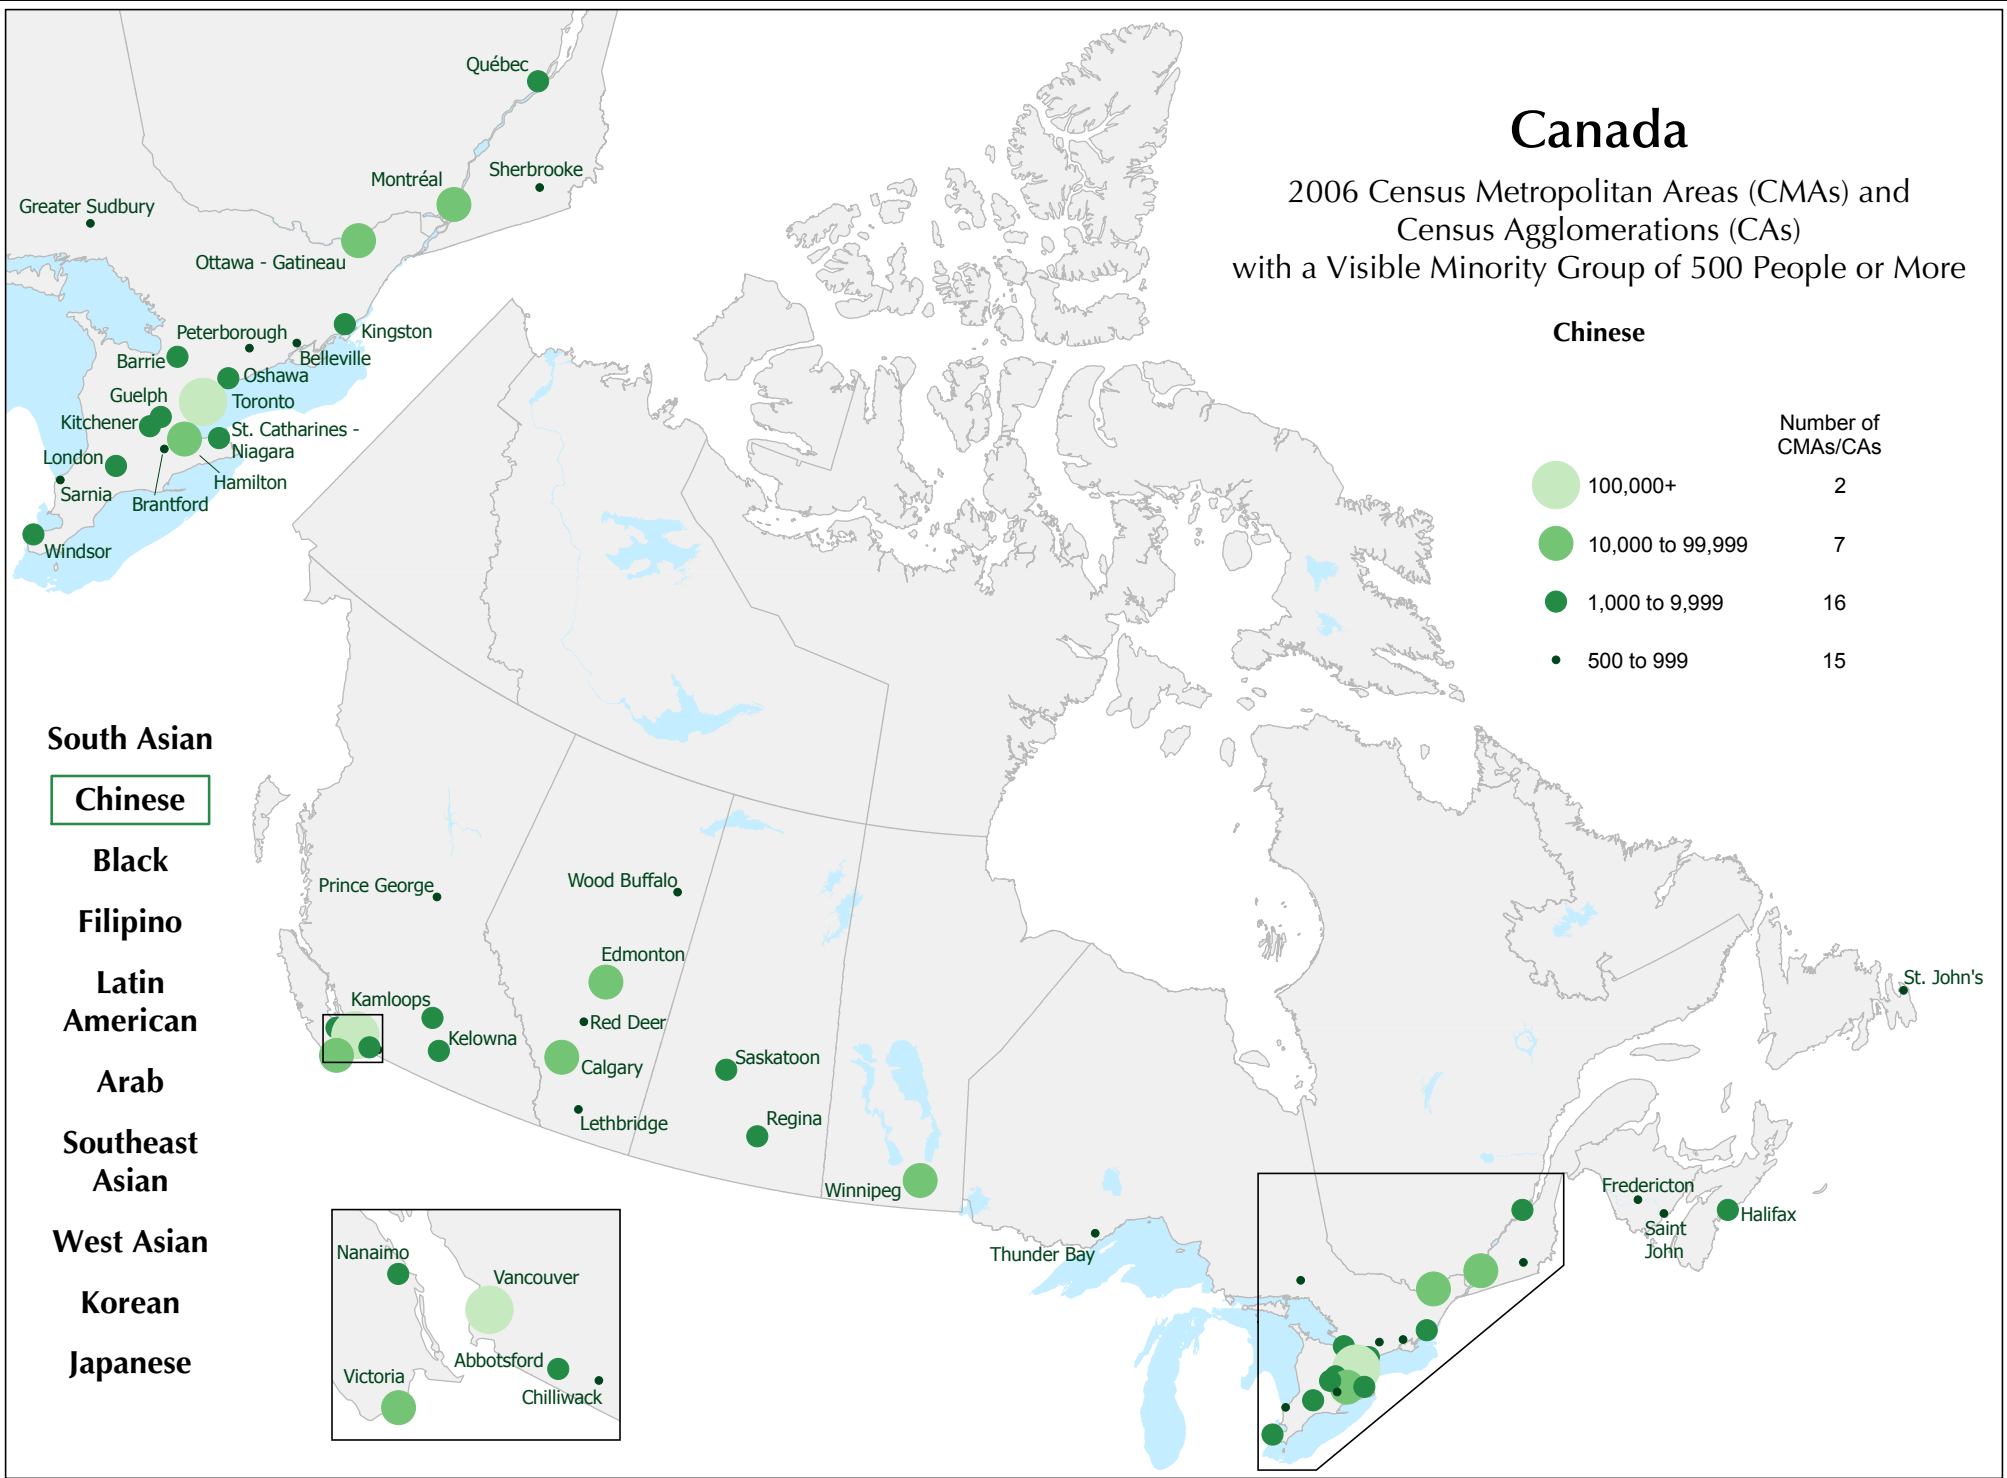 Canada
2006 Census Metropolitan Areas (CMAs) and
Census Agglomerations (CAs)
with a Visible Minority Group of 500 People or More
Chinese
Number of
CMAs/CAs
100,000+ 2
10,000 to 99,999 7
1,000 to 9,999 16
500 to 999 15
Québec
Sherbrooke
Montréal
Greater Sudbury
Ottawa - Gatineau
Kingston
Peterborough
Belleville
Barrie
Oshawa
Guelph
Toronto
Kitchener
St. Catharines -
Niagara
London
Hamilton
Sarnia
Brantford
Windsor
South Asian
Chinese
Black
Filipino
Latin
American
Arab
Southeast
Asian
West Asian
Korean
Japanese
Prince George
Wood Buffalo
Edmonton
Kamloops
Red Deer
Kelowna
Calgary
Saskatoon
Lethbridge
Regina
Winnipeg
Thunder Bay
St. John's
Fredericton
Saint
John
Halifax
Nanaimo
Vancouver
Abbotsford
Victoria
Chilliwack